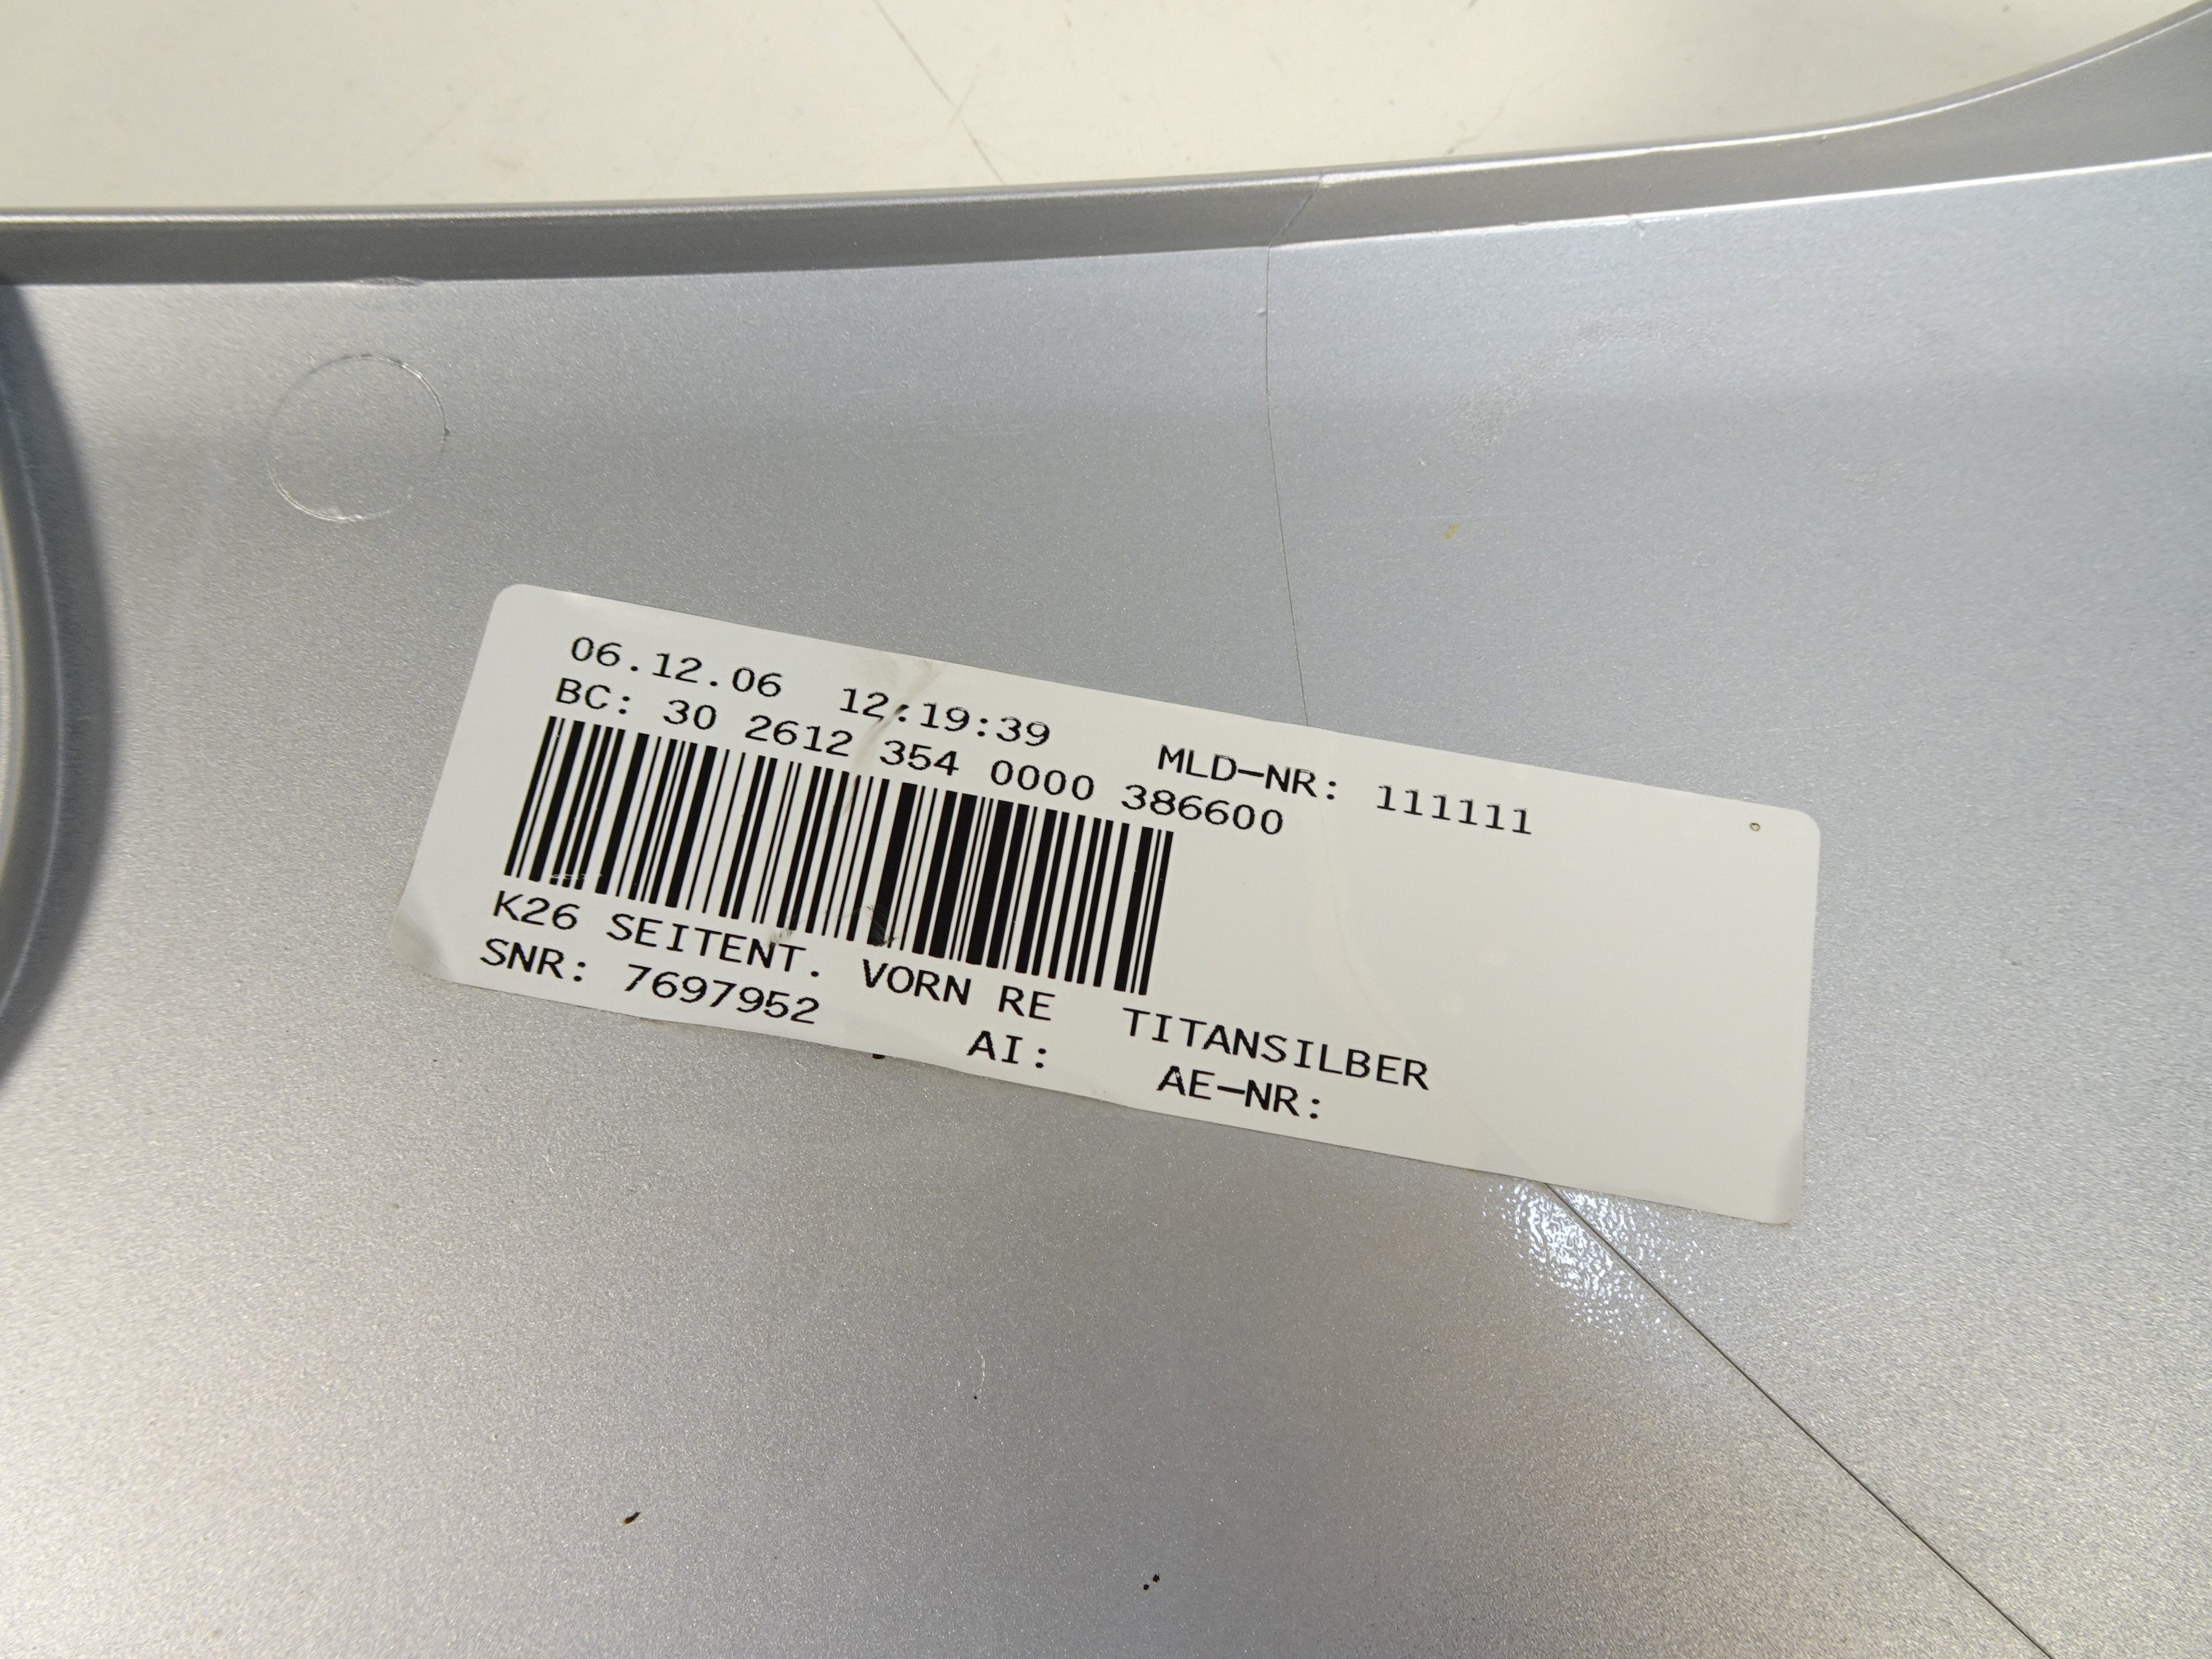 06.12.06 12:19:39 MLD-NR: 111111
BC: 30 2612 354 0000 386600
K26 SEITENT. VORN RE TITANSILBER
SNR: 7697952 AI: AE-NR: